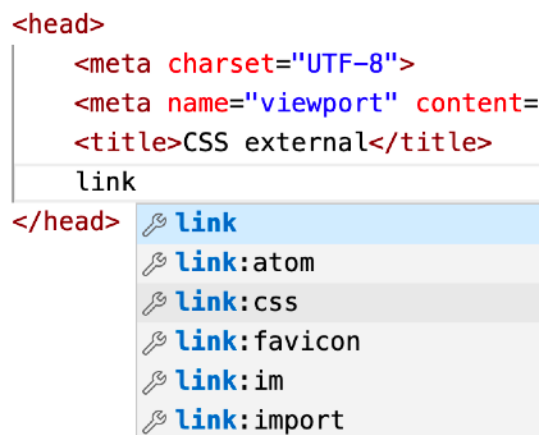 <head>
<meta charset="UTF-8">
<meta name="viewport" content=
<title>CSS external</title>
link
</head>
link
link:atom
link:css
link:favicon
link:im
link:import